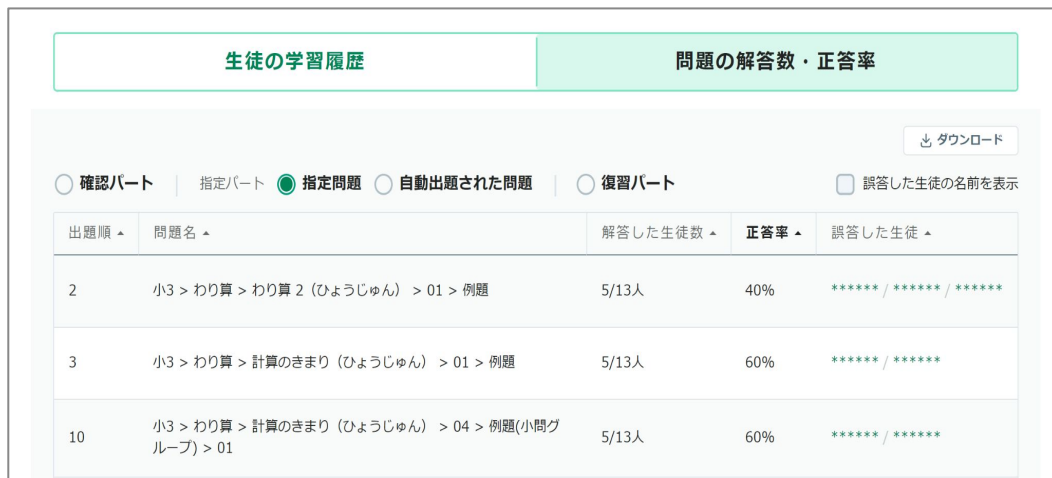 生徒の学習履歴 問題の解答数・正答率
ダウンロード
確認パート 指定パート 指定問題 自動出題された問題 復習パート 誤答した生徒の名前を表示
出題順 ▲ 問題名 ▲ 解答した生徒数 ▲ 正答率 ▲ 誤答した生徒 ▲
2 小3 > わり算 > わり算 2（ひょうじゅん） > 01 > 例題 5/13人 40% ****** / ****** / ******
3 小3 > わり算 > 計算のきまり（ひょうじゅん） > 01 > 例題 5/13人 60% ****** / ******
10 小3 > わり算 > 計算のきまり（ひょうじゅん） > 04 > 例題(小問グ
ループ) > 01 5/13人 60% ****** / ******